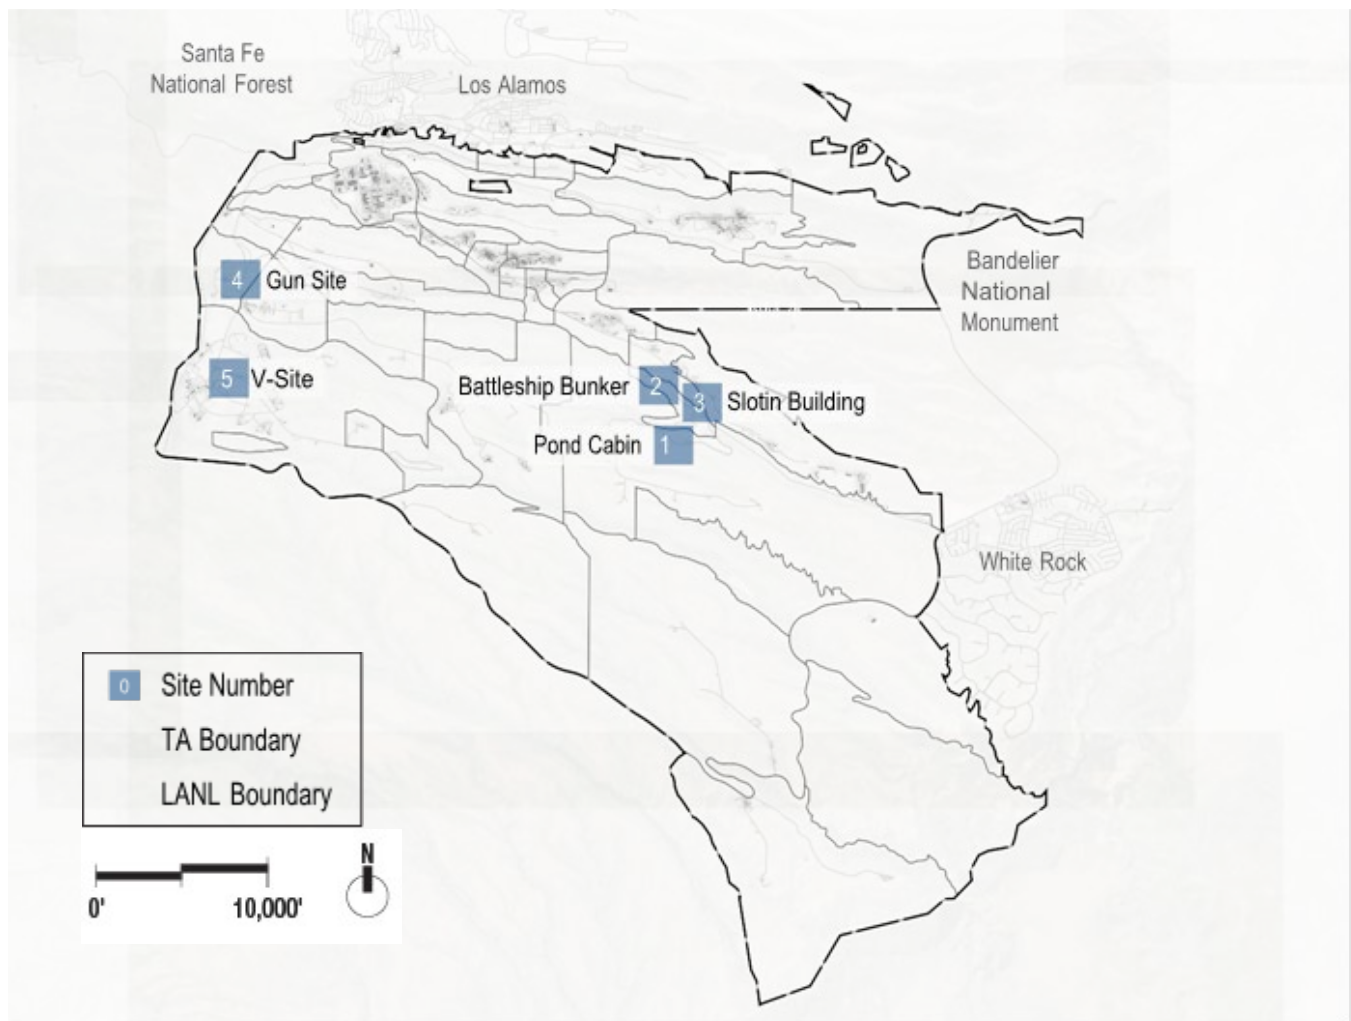 Santa Fe
National Forest
Los Alamos
4 Gun Site
Bandelier
National
Monument
5 V-Site
Battleship Bunker 2
3 Slotin Building
Pond Cabin 1
White Rock
0 Site Number
TA Boundary
LANL Boundary
N
0' 10,000'